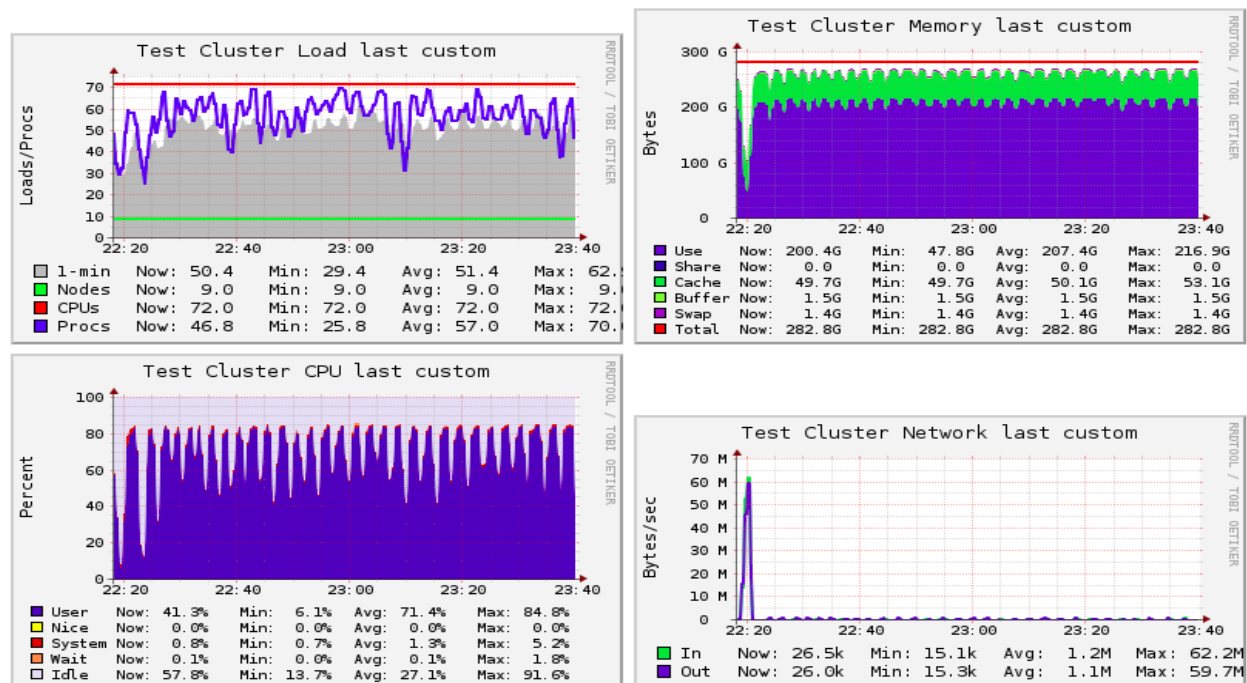 Test Cluster Load last custom
RRDTOOL / TOBI OETIKER
Loads/Procs
70
60
50
40
30
20
10
0
22:20 22:40 23:00 23:20 23:40
1-min Now: 50.4 Min: 29.4 Avg: 51.4 Max: 62.
Nodes Now: 9.0 Min: 9.0 Avg: 9.0 Max: 9.
CPUs Now: 72.0 Min: 72.0 Avg: 72.0 Max: 72.
Procs Now: 46.8 Min: 25.8 Avg: 57.0 Max: 70.
Test Cluster Memory last custom
RRDTOOL / TOBI OETIKER
Bytes
300 G
200 G
100 G
0
22:20 22:40 23:00 23:20 23:40
Use Now: 200.4G Min: 47.8G Avg: 207.4G Max: 216.9G
Share Now: 0.0 Min: 0.0 Avg: 0.0 Max: 0.0
Cache Now: 49.7G Min: 49.7G Avg: 50.1G Max: 53.1G
Buffer Now: 1.5G Min: 1.5G Avg: 1.5G Max: 1.5G
Swap Now: 1.4G Min: 1.4G Avg: 1.4G Max: 1.4G
Total Now: 282.8G Min: 282.8G Avg: 282.8G Max: 282.8G
Test Cluster CPU last custom
RRDTOOL / TOBI OETIKER
Percent
100
80
60
40
20
0
22:20 22:40 23:00 23:20 23:40
User Now: 41.3% Min: 6.1% Avg: 71.4% Max: 84.8%
Nice Now: 0.0% Min: 0.0% Avg: 0.0% Max: 0.0%
System Now: 0.8% Min: 0.7% Avg: 1.3% Max: 5.2%
Wait Now: 0.1% Min: 0.0% Avg: 0.1% Max: 1.8%
Idle Now: 57.8% Min: 13.7% Avg: 27.1% Max: 91.6%
Test Cluster Network last custom
RRDTOOL / TOBI OETIKER
Bytes/sec
70 M
60 M
50 M
40 M
30 M
20 M
10 M
0
22:20 22:40 23:00 23:20 23:40
In Now: 26.5k Min: 15.1k Avg: 1.2M Max: 62.2M
Out Now: 26.0k Min: 15.3k Avg: 1.1M Max: 59.7M